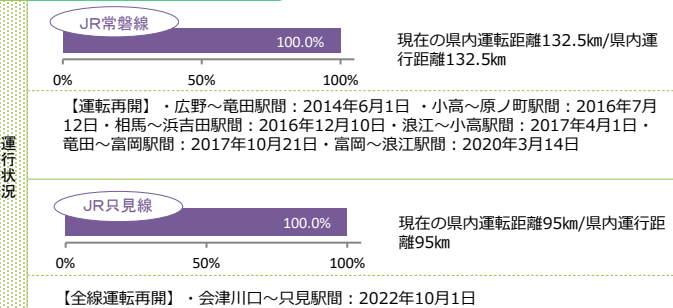 運行状況
JR常磐線
100.0%
0%
50%
100%
現在の県内運転距離132.5㎞/県内運
行距離132.5㎞
【運転再開】・広野～竜田駅間：2014年6月1日 ・小高～原ノ町駅間：2016年7月
12日・相馬～浜吉田駅間：2016年12月10日・浪江～小高駅間：2017年4月1日・
竜田～富岡駅間：2017年10月21日・富岡～浪江駅間：2020年3月14日
JR只見線
100.0%
0%
50%
100%
現在の県内運転距離95㎞/県内運行距
離95㎞
【全線運転再開】・会津川口～只見駅間：2022年10月1日